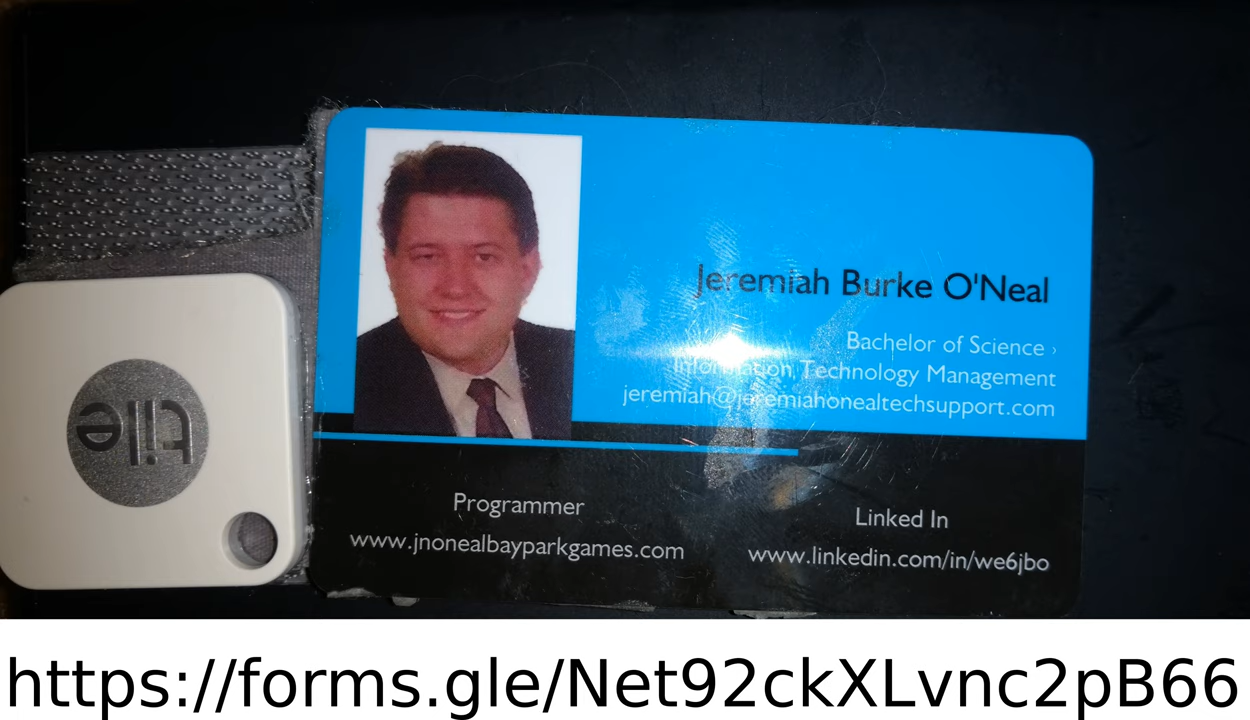 tile
Jeremiah Burke O'Neal
Bachelor of Science ›
Information Technology Management
jeremiah@jeremiahonealtechsupport.com
Programmer
www.jnonealbayparkgames.com
Linked In
www.linkedin.com/in/we6jbo
https://forms.gle/Net92ckXLvnc2pB66